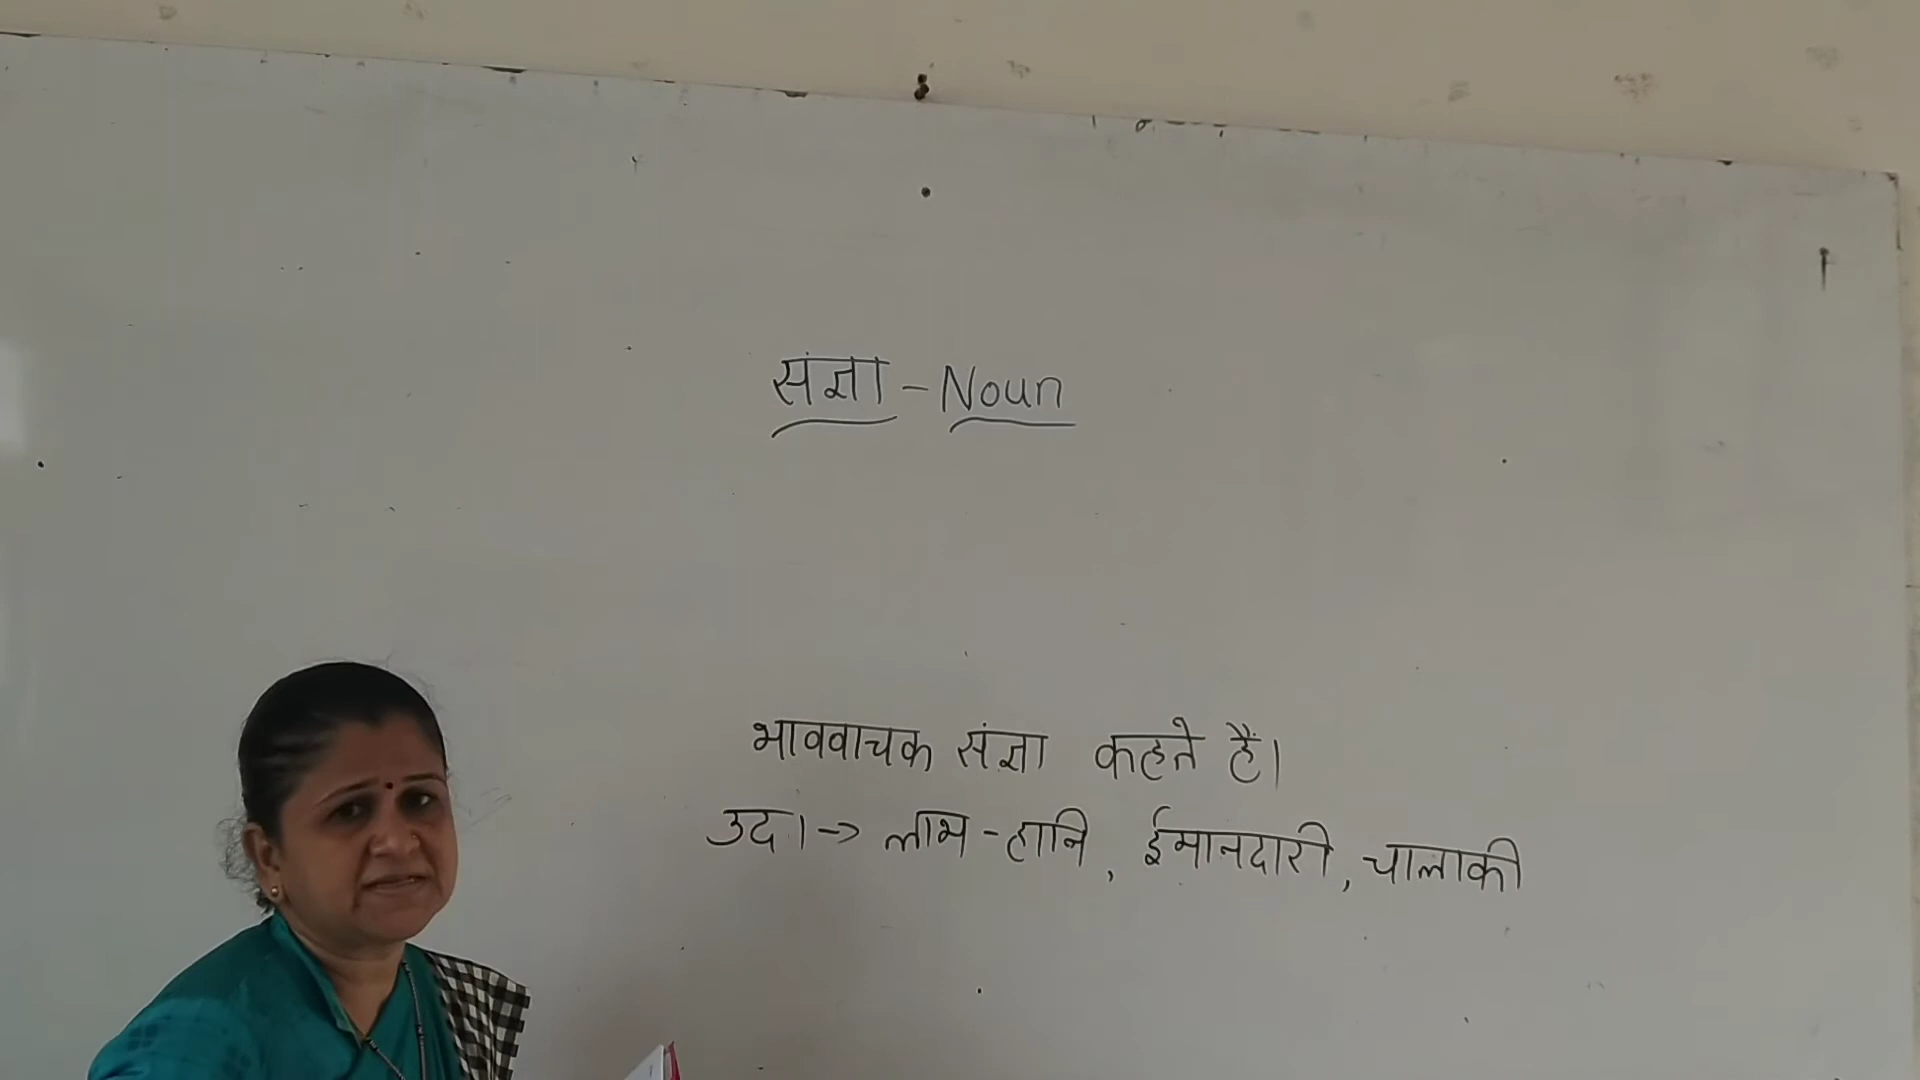 संज्ञा - Noun
भाववाचक संज्ञा कहते हैं।
उदा → लाभ - हानि, ईमानदारी, चालाकी